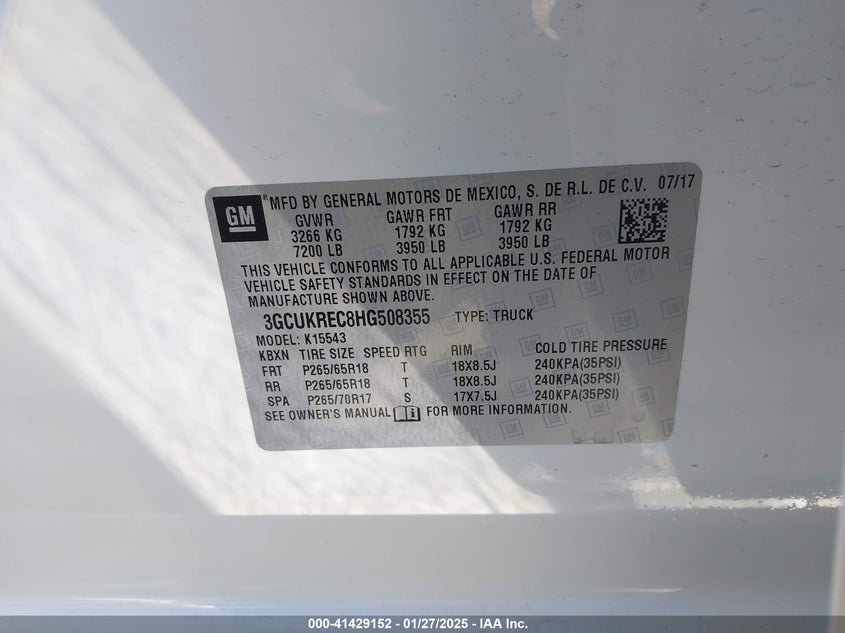 GM ® MFD BY GENERAL MOTORS DE MEXICO, S. DE R.L. DE C.V. 07/17
GVWR GAWR FRT GAWR RR
3266 KG 1792 KG 1792 KG
7200 LB 3950 LB 3950 LB
THIS VEHICLE CONFORMS TO ALL APPLICABLE U.S. FEDERAL MOTOR
VEHICLE SAFETY STANDARDS IN EFFECT ON THE DATE OF
MANUFACTURE SHOWN ABOVE.
3GCUKREC8HG508355 TYPE: TRUCK
MODEL: K15543
KBXN TIRE SIZE SPEED RTG RIM COLD TIRE PRESSURE
FRT P265/65R18 T 18X8.5J 240KPA(35PSI)
RR P265/65R18 T 18X8.5J 240KPA(35PSI)
SPA P265/70R17 S 17X7.5J 240KPA(35PSI)
SEE OWNER'S MANUAL i FOR MORE INFORMATION.
000-41429152 - 01/27/2025 - IAA Inc.